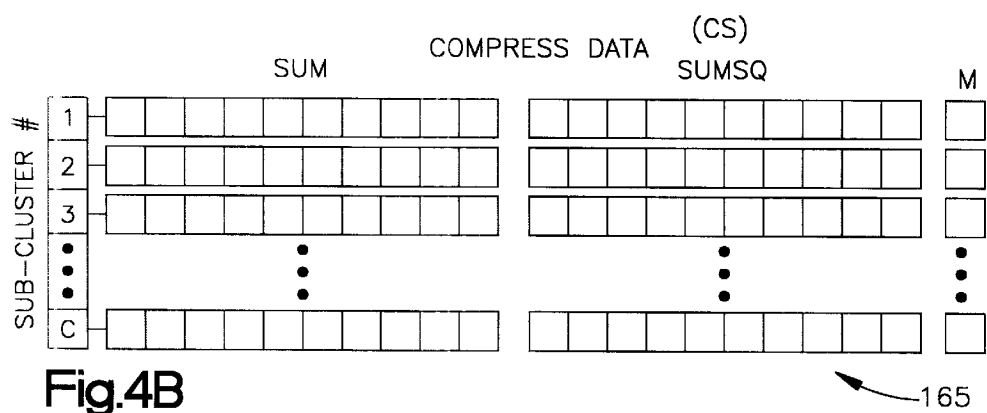 (CS)
COMPRESS DATA
SUM SUMSQ M
SUB-CLUSTER #
1
2
3
C
Fig.4B
165